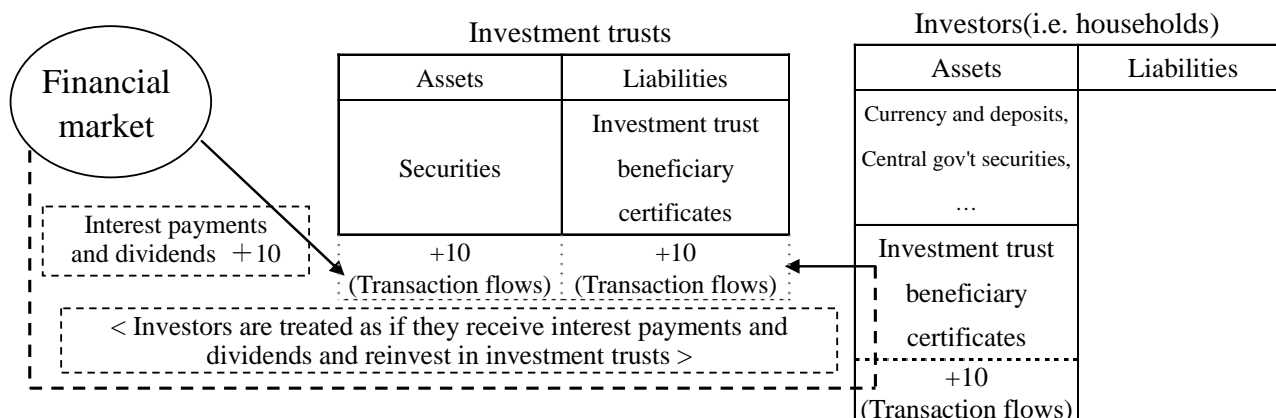 Financial
market
Interest payments
and dividends +10
Investment trusts
Assets
Liabilities
Securities
Investment trust
beneficiary
certificates
+10
(Transaction flows)
+10
(Transaction flows)
< Investors are treated as if they receive interest payments and
dividends and reinvest in investment trusts >
Investors(i.e. households)
Assets
Liabilities
Currency and deposits,
Central gov't securities,
…
Investment trust
beneficiary
certificates
+10
(Transaction flows)